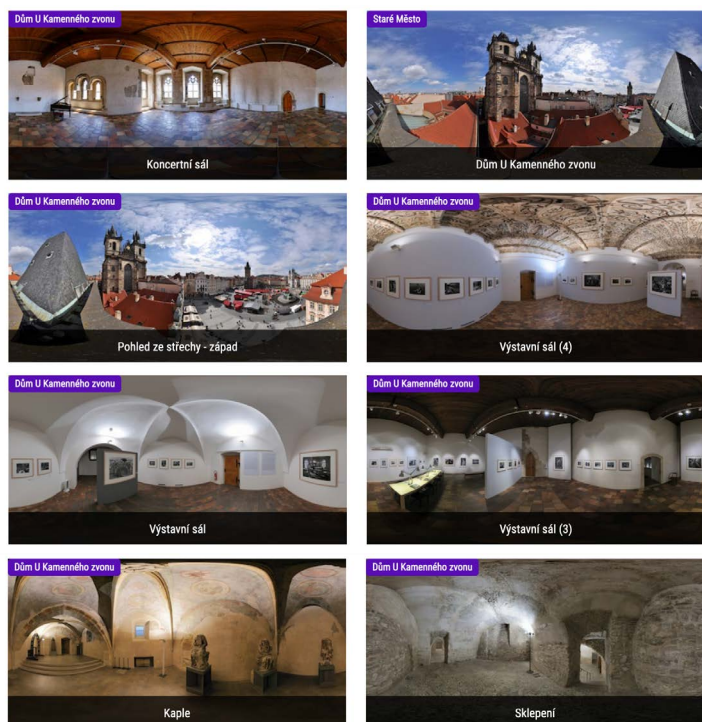 Dům U Kamenného zvonu
Koncertní sál
Staré Město
Dům U Kamenného zvonu
Dům U Kamenného zvonu
Pohled ze střechy - západ
Dům U Kamenného zvonu
Výstavní sál (4)
Dům U Kamenného zvonu
Výstavní sál
Dům U Kamenného zvonu
Výstavní sál (3)
Dům U Kamenného zvonu
Kaple
Dům U Kamenného zvonu
Sklepení